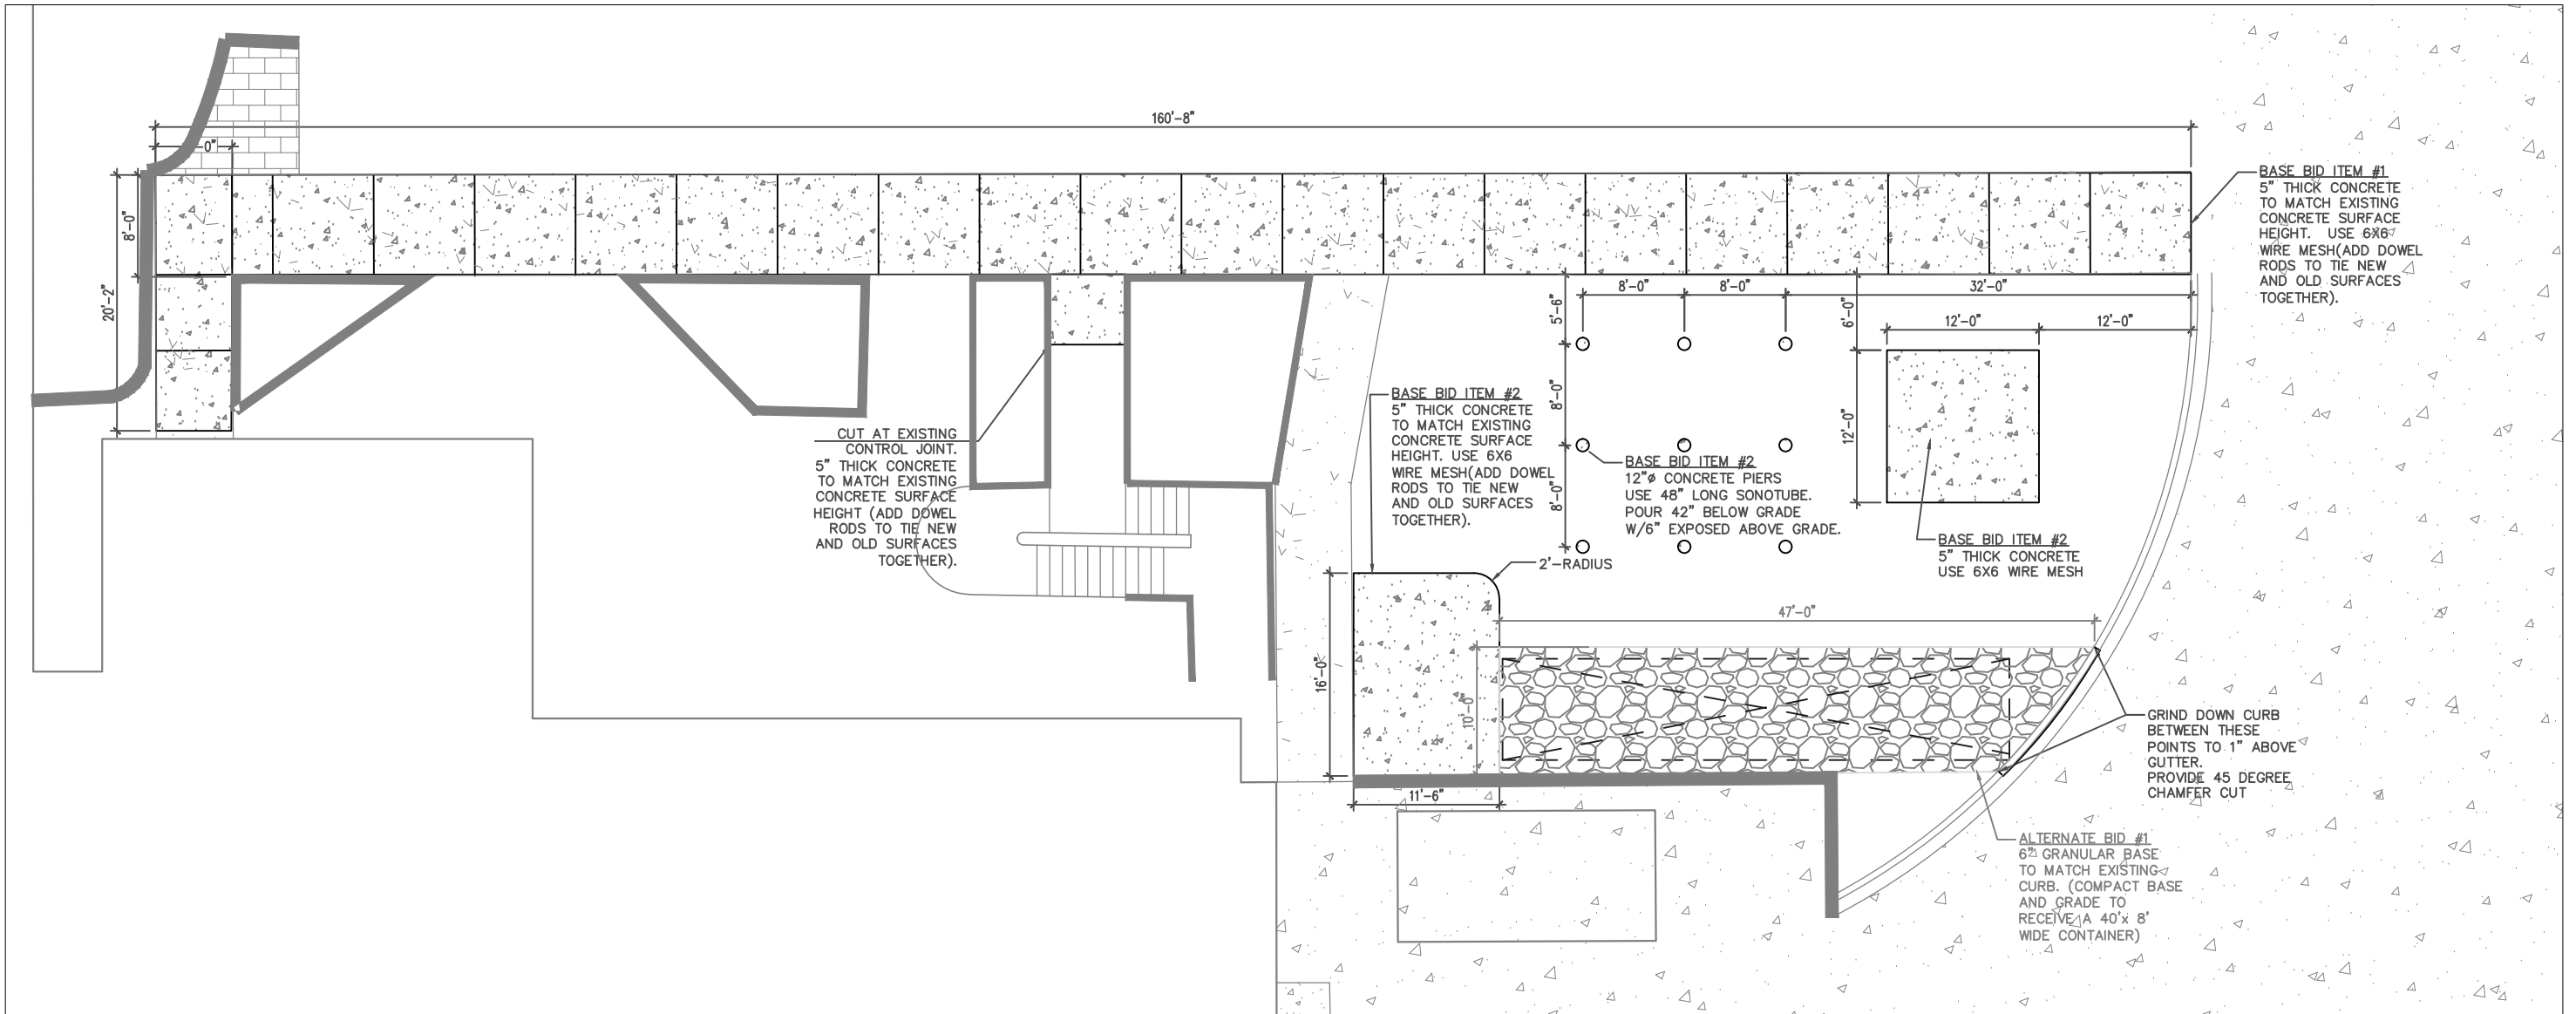 160'-8"
-0"
8'-0"
20'-2"
BASE BID ITEM #1
5" THICK CONCRETE
TO MATCH EXISTING
CONCRETE SURFACE
HEIGHT. USE 6X6
WIRE MESH(ADD DOWEL
RODS TO TIE NEW
AND OLD SURFACES
TOGETHER).
8'-0"
8'-0"
32'-0"
5'-6"
6'-0"
12'-0"
12'-0"
8'-0"
12'-0"
8'-0"
CUT AT EXISTING
CONTROL JOINT.
5" THICK CONCRETE
TO MATCH EXISTING
CONCRETE SURFACE
HEIGHT (ADD DOWEL
RODS TO TIE NEW
AND OLD SURFACES
TOGETHER).
BASE BID ITEM #2
5" THICK CONCRETE
TO MATCH EXISTING
CONCRETE SURFACE
HEIGHT. USE 6X6
WIRE MESH(ADD DOWEL
RODS TO TIE NEW
AND OLD SURFACES
TOGETHER).
BASE BID ITEM #2
12"ø CONCRETE PIERS
USE 48" LONG SONOTUBE.
POUR 42" BELOW GRADE
W/6" EXPOSED ABOVE GRADE.
BASE BID ITEM #2
5" THICK CONCRETE
USE 6X6 WIRE MESH
2'-RADIUS
47'-0"
16'-0"
10'-0"
11'-6"
GRIND DOWN CURB
BETWEEN THESE
POINTS TO 1" ABOVE
GUTTER.
PROVIDE 45 DEGREE
CHAMFER CUT
ALTERNATE BID #1
6" GRANULAR BASE
TO MATCH EXISTING
CURB. (COMPACT BASE
AND GRADE TO
RECEIVE A 40'x 8'
WIDE CONTAINER)